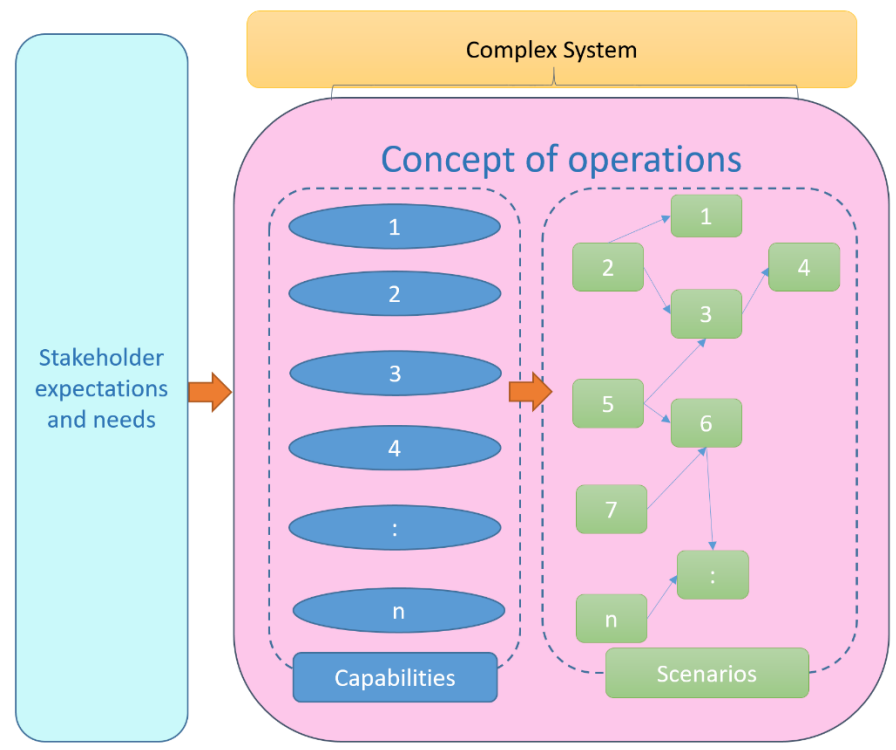 Complex System
Concept of operations
Stakeholder
expectations
and needs
1
2
3
4
:
n
Capabilities
1
2
4
3
5
6
7
:
n
Scenarios